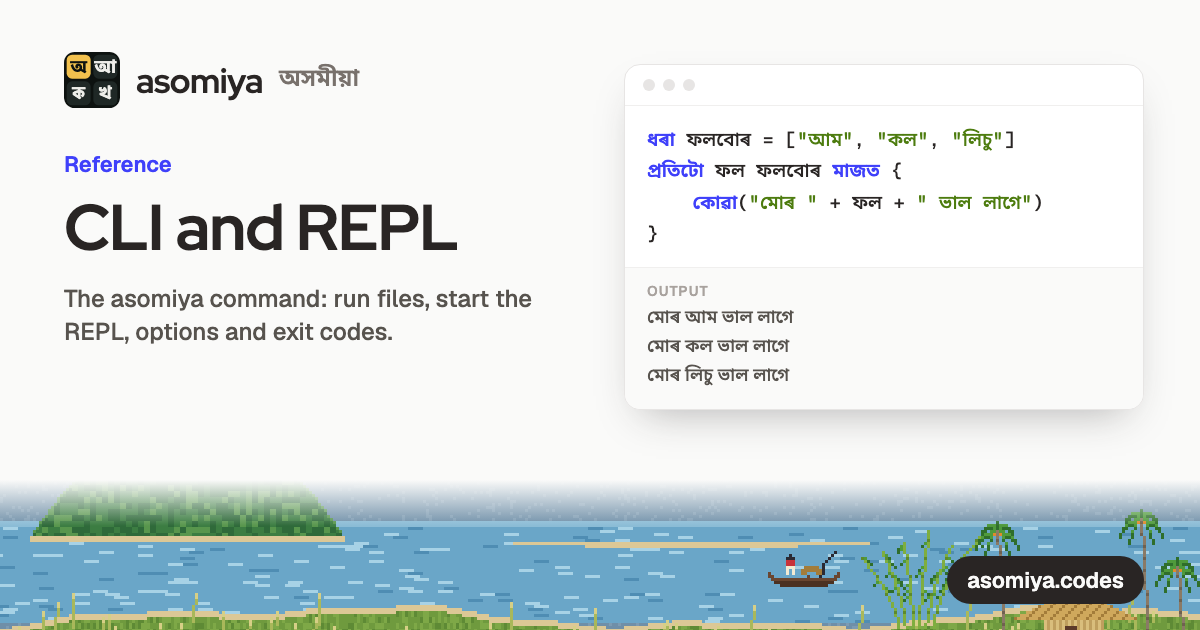 অ আ
ক খ
asomiya অসমীয়া
Reference
CLI and REPL
The asomiya command: run files, start the
REPL, options and exit codes.
ধৰা ফলবোৰ = ["আম", "কল", "লিচু"]
প্ৰতিটো ফল ফলবোৰ মাজত {
    কোৱা("মোৰ " + ফল + " ভাল লাগে")
}
OUTPUT
মোৰ আম ভাল লাগে
মোৰ কল ভাল লাগে
মোৰ লিচু ভাল লাগে
asomiya.codes